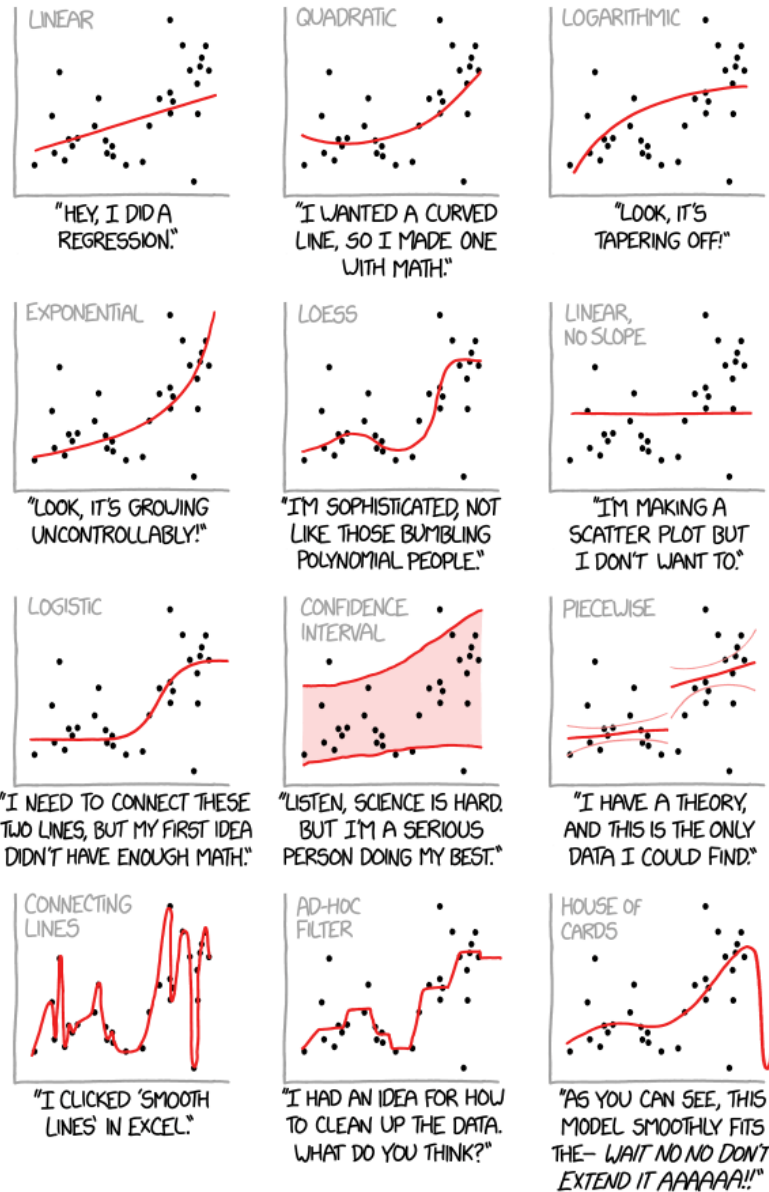 LINEAR
"HEY, I DID A
REGRESSION."
QUADRATIC
"I WANTED A CURVED
LINE, SO I MADE ONE
WITH MATH."
LOGARITHMIC
"LOOK, IT'S
TAPERING OFF!"
EXPONENTIAL
"LOOK, IT'S GROWING
UNCONTROLLABLY!"
LOESS
"I'M SOPHISTICATED, NOT
LIKE THOSE BUMBLING
POLYNOMIAL PEOPLE."
LINEAR,
NO SLOPE
"I'M MAKING A
SCATTER PLOT BUT
I DON'T WANT TO."
LOGISTIC
"I NEED TO CONNECT THESE
TWO LINES, BUT MY FIRST IDEA
DIDN'T HAVE ENOUGH MATH."
CONFIDENCE
INTERVAL
"LISTEN, SCIENCE IS HARD.
BUT I'M A SERIOUS
PERSON DOING MY BEST."
PIECEWISE
"I HAVE A THEORY,
AND THIS IS THE ONLY
DATA I COULD FIND."
CONNECTING
LINES
"I CLICKED 'SMOOTH
LINES' IN EXCEL."
AD-HOC
FILTER
"I HAD AN IDEA FOR HOW
TO CLEAN UP THE DATA.
WHAT DO YOU THINK?"
HOUSE OF
CARDS
"AS YOU CAN SEE, THIS
MODEL SMOOTHLY FITS
THE— WAIT NO NO DON'T
EXTEND IT AAAAAA!!"